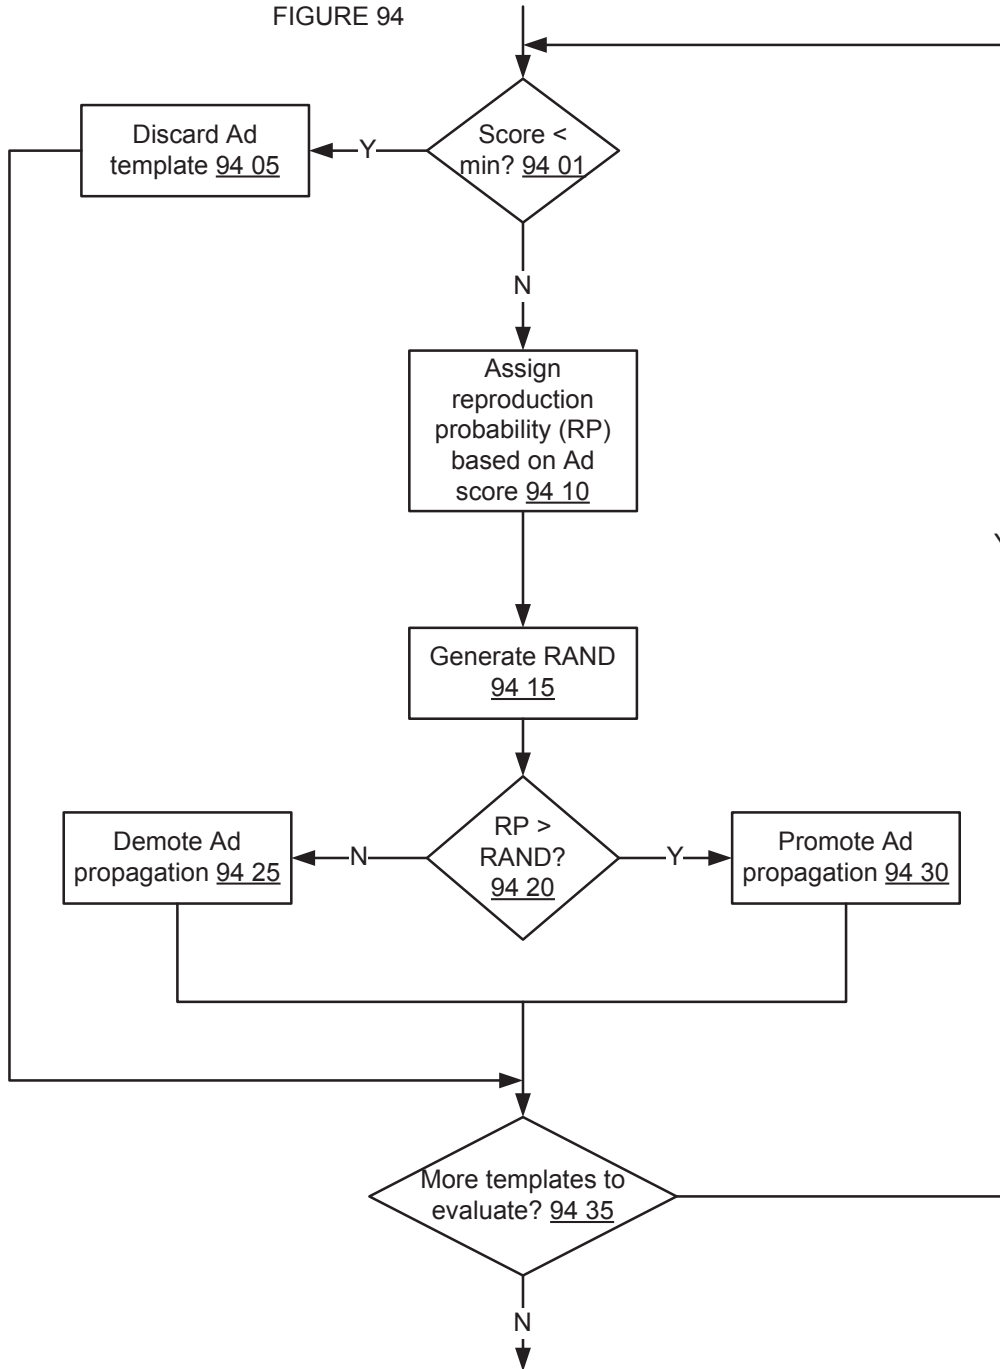 FIGURE 94
Score <
min? 94 01
Y
Discard Ad
template 94 05
N
Assign
reproduction
probability (RP)
based on Ad
score 94 10
Y
Generate RAND
94 15
RP >
RAND?
94 20
N
Demote Ad
propagation 94 25
Y
Promote Ad
propagation 94 30
More templates to
evaluate? 94 35
N